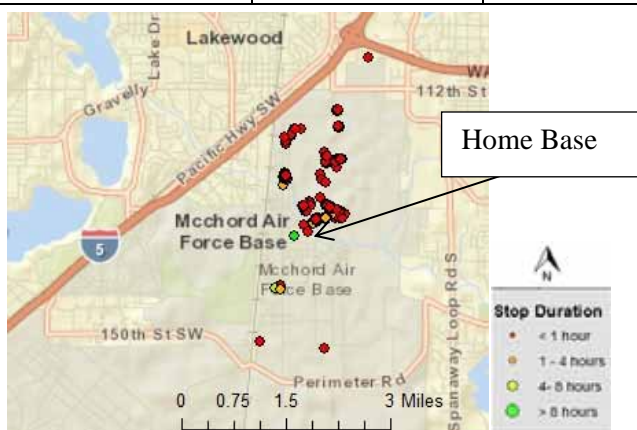 Lakewood
Gravelly
Lake Dr
Pacific Hwy SW
WA
112th St
Home Base
Mcchord Air
Force Base
5
Mcchord Air
Force Base
N
Stop Duration
< 1 hour
1 - 4 hours
4- 8 hours
> 8 hours
150th St SW
Perimeter Rd
Spanaway Loop Rd S
0 0.75 1.5 3 Miles